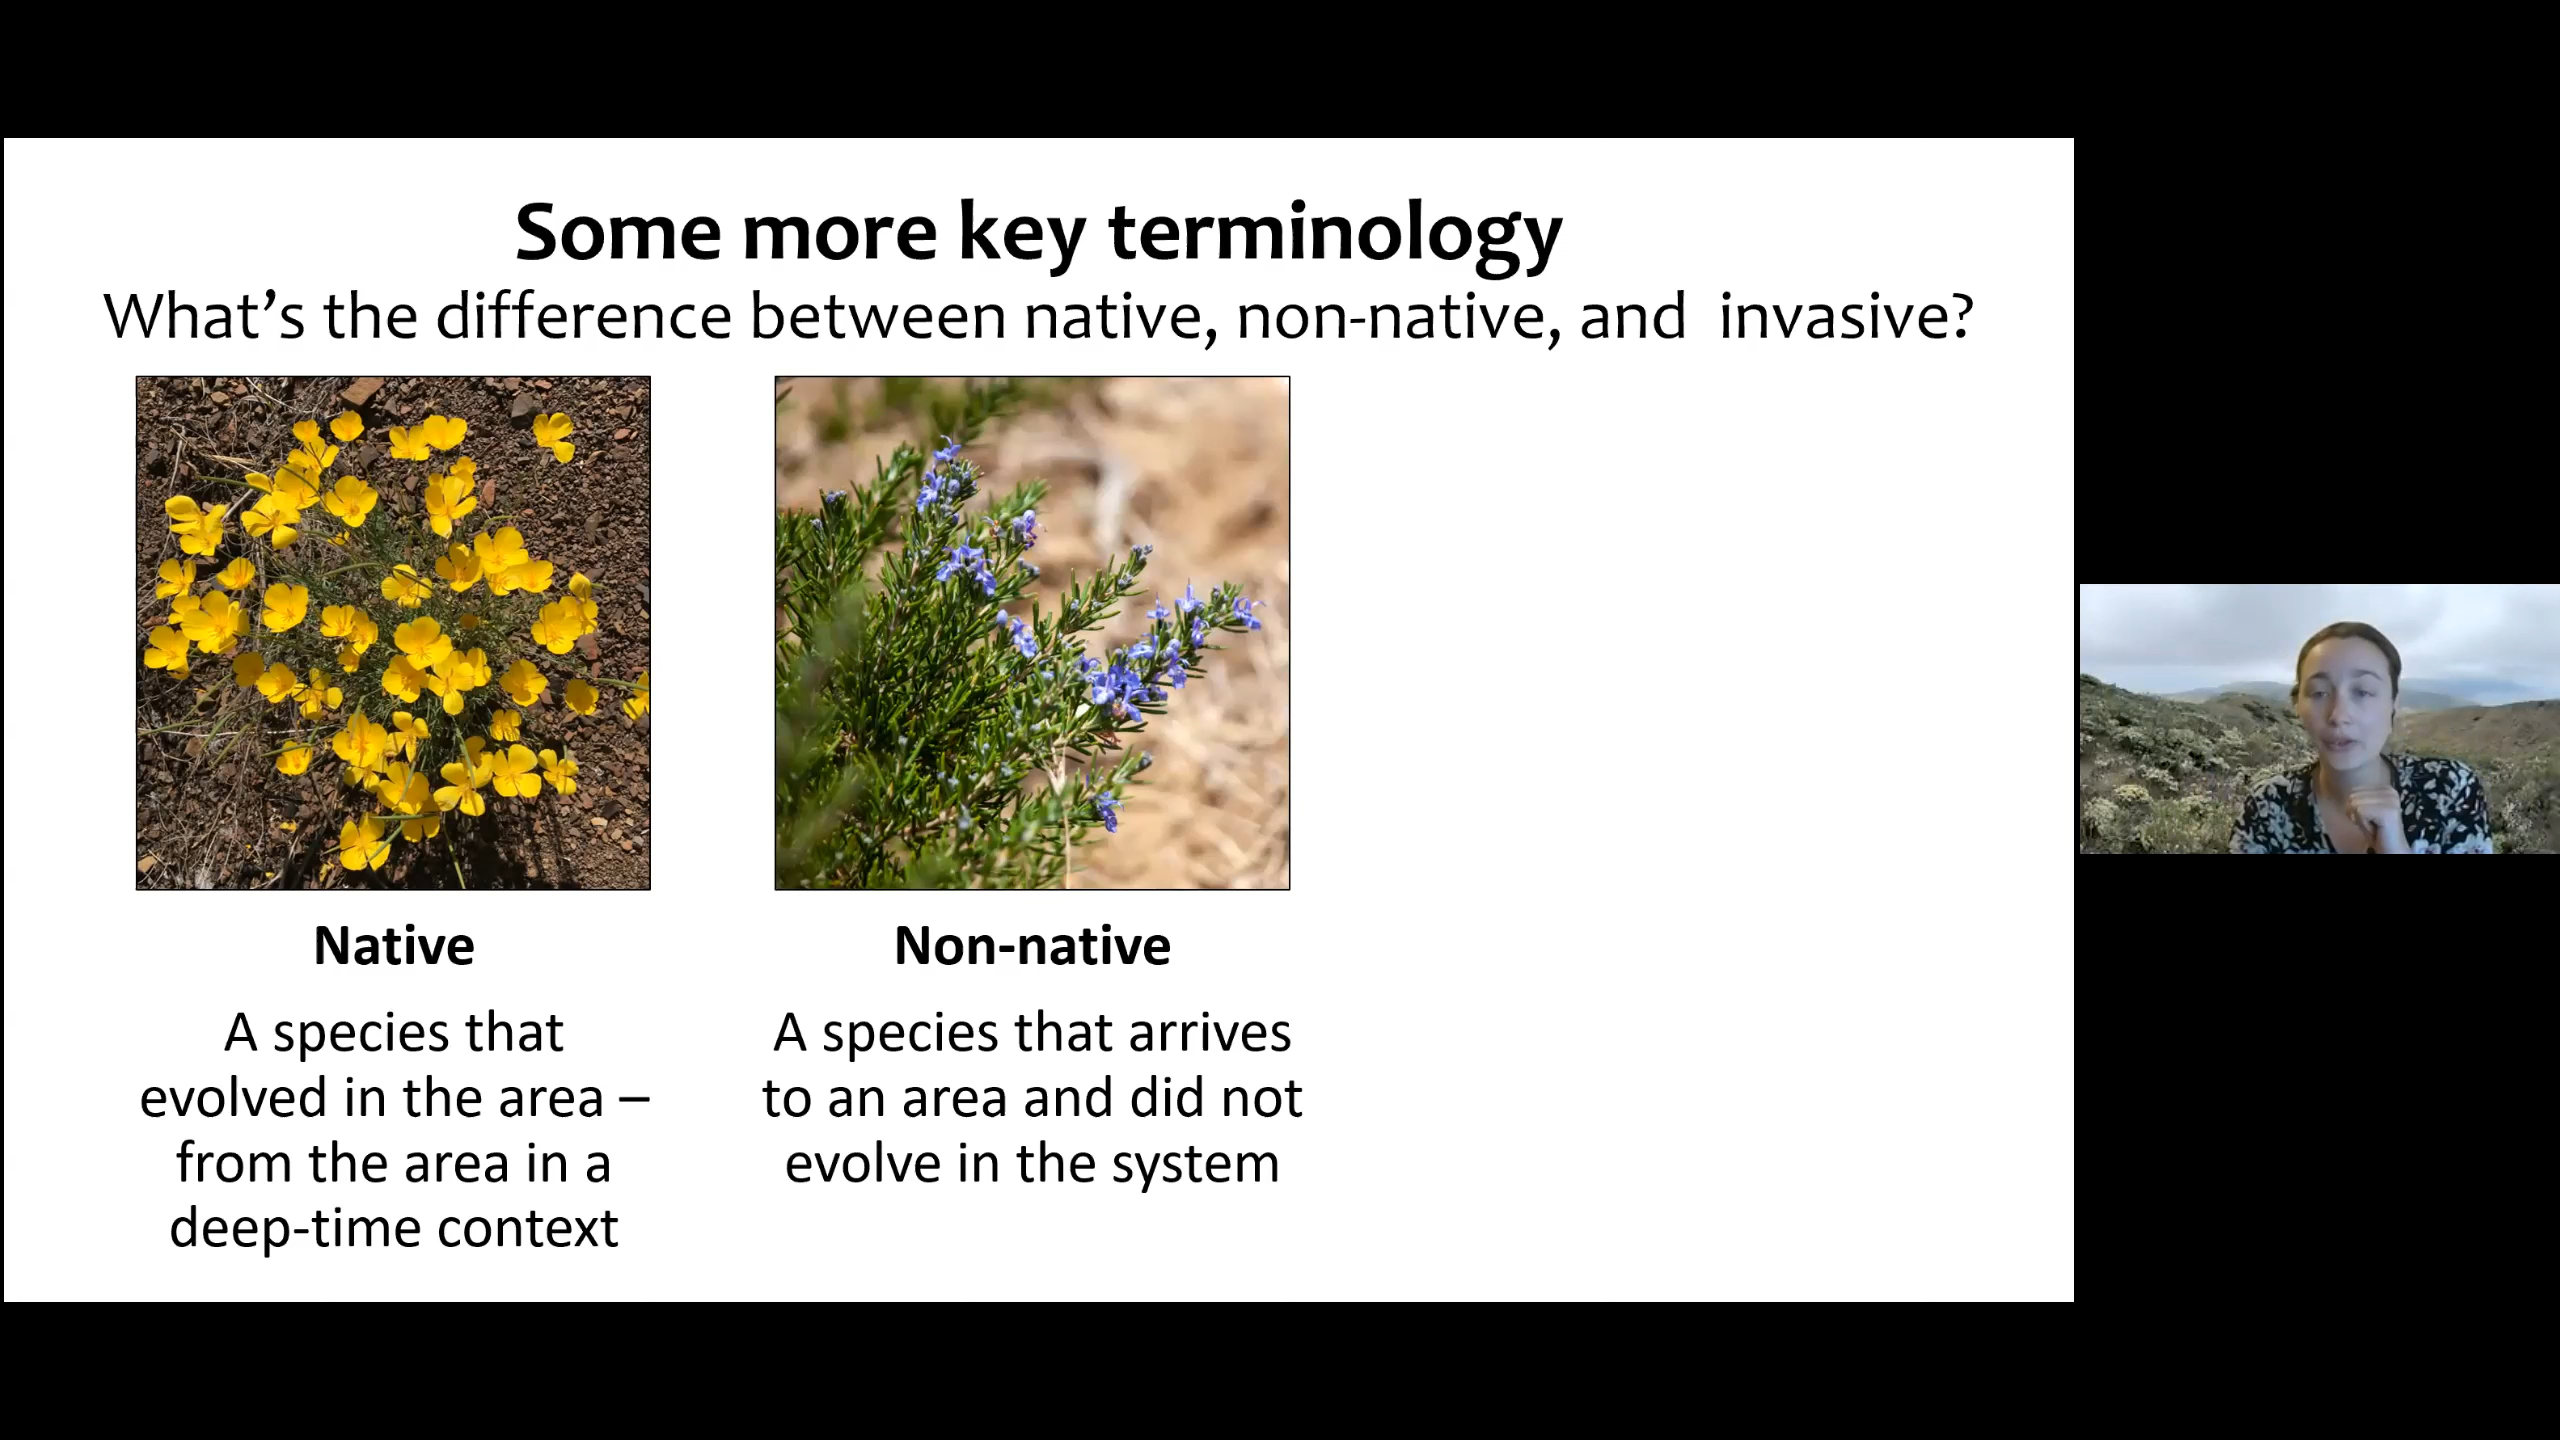 Some more key terminology
What’s the difference between native, non-native, and  invasive?
Native
A species that
evolved in the area –
from the area in a
deep-time context
Non-native
A species that arrives
to an area and did not
evolve in the system